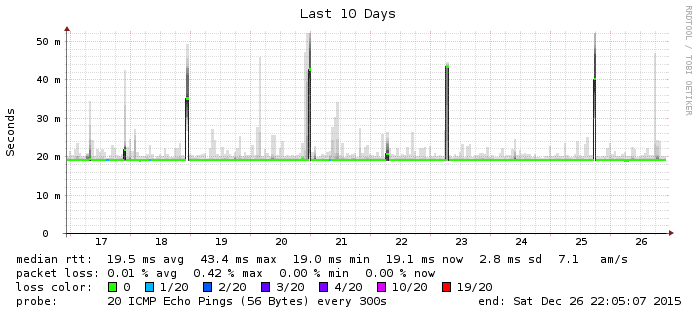 Last 10 Days
RRDTOOL / TOBI OETIKER
Seconds
50 m
40 m
30 m
20 m
10 m
0
17 18 19 20 21 22 23 24 25 26
median rtt: 19.5 ms avg 43.4 ms max 19.0 ms min 19.1 ms now 2.8 ms sd 7.1 am/s
packet loss: 0.01 % avg 0.42 % max 0.00 % min 0.00 % now
loss color: 0 1/20 2/20 3/20 4/20 10/20 19/20
probe: 20 ICMP Echo Pings (56 Bytes) every 300s end: Sat Dec 26 22:05:07 2015